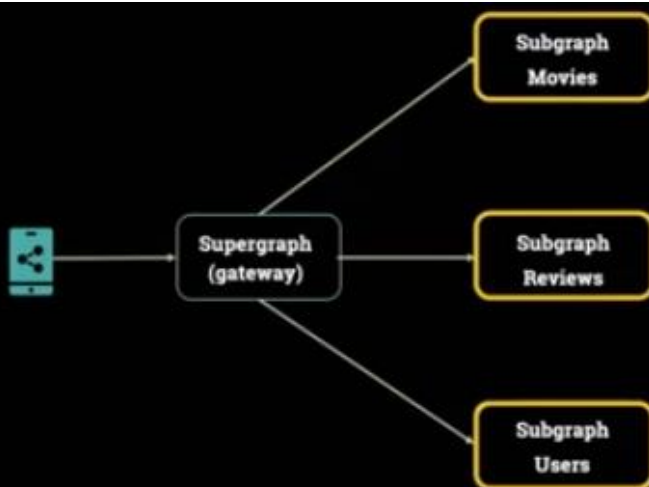 Subgraph
Movies
Supergraph
(gateway)
Subgraph
Reviews
Subgraph
Users